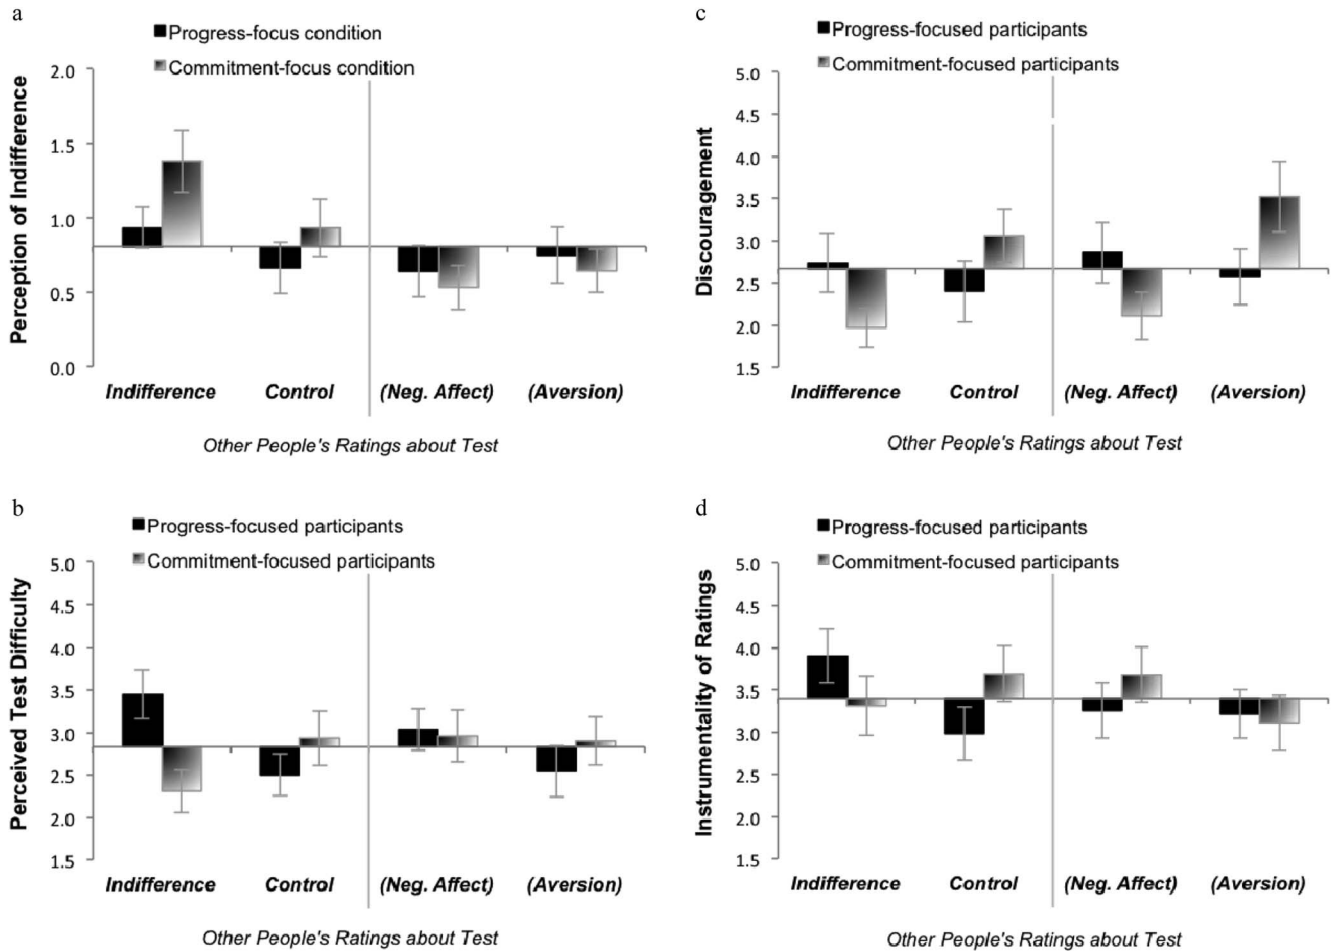 a
Progress-focus condition
Commitment-focus condition
Perception of Indifference
2.0
1.5
1.0
0.5
0.0
Indifference Control (Neg. Affect) (Aversion)
Other People's Ratings about Test
c
Progress-focused participants
Commitment-focused participants
Discouragement
5.0
4.5
4.0
3.5
3.0
2.5
2.0
1.5
Indifference Control (Neg. Affect) (Aversion)
Other People's Ratings about Test
b
Progress-focused participants
Commitment-focused participants
Perceived Test Difficulty
5.0
4.5
4.0
3.5
3.0
2.5
2.0
1.5
Indifference Control (Neg. Affect) (Aversion)
Other People's Ratings about Test
d
Progress-focused participants
Commitment-focused participants
Instrumentality of Ratings
5.0
4.5
4.0
3.5
3.0
2.5
2.0
1.5
Indifference Control (Neg. Affect) (Aversion)
Other People's Ratings about Test